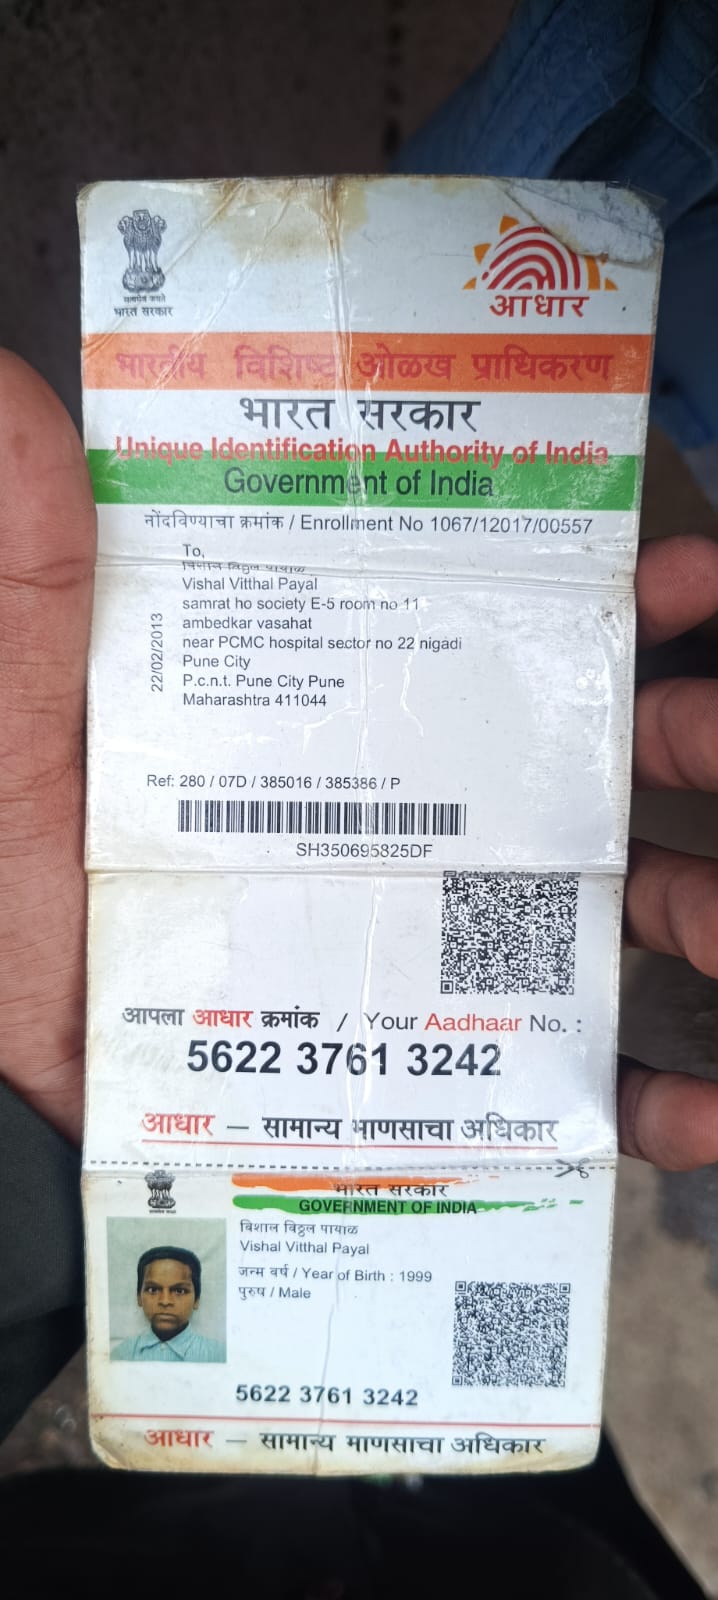 सत्यमेव जयते
भारत सरकार
आधार
भारतीय विशिष्ट ओळख प्राधिकरण
भारत सरकार
Unique Identification Authority of India
Government of India
नोंदविण्याचा क्रमांक / Enrollment No 1067/12017/00557
To,
विशाल विठ्ठल पायाळ
Vishal Vitthal Payal
samrat ho society E-5 room no 11
ambedkar vasahat
near PCMC hospital sector no 22 nigadi
Pune City
P.c.n.t. Pune City Pune
Maharashtra 411044
22/02/2013
Ref: 280 / 07D / 385016 / 385386 / P
SH350695825DF
आपला आधार क्रमांक / Your Aadhaar No. :
5622 3761 3242
आधार – सामान्य माणसाचा अधिकार
भारत सरकार
GOVERNMENT OF INDIA
विशाल विठ्ठल पायाळ
Vishal Vitthal Payal
जन्म वर्ष / Year of Birth : 1999
पुरुष / Male
5622 3761 3242
आधार – सामान्य माणसाचा अधिकार